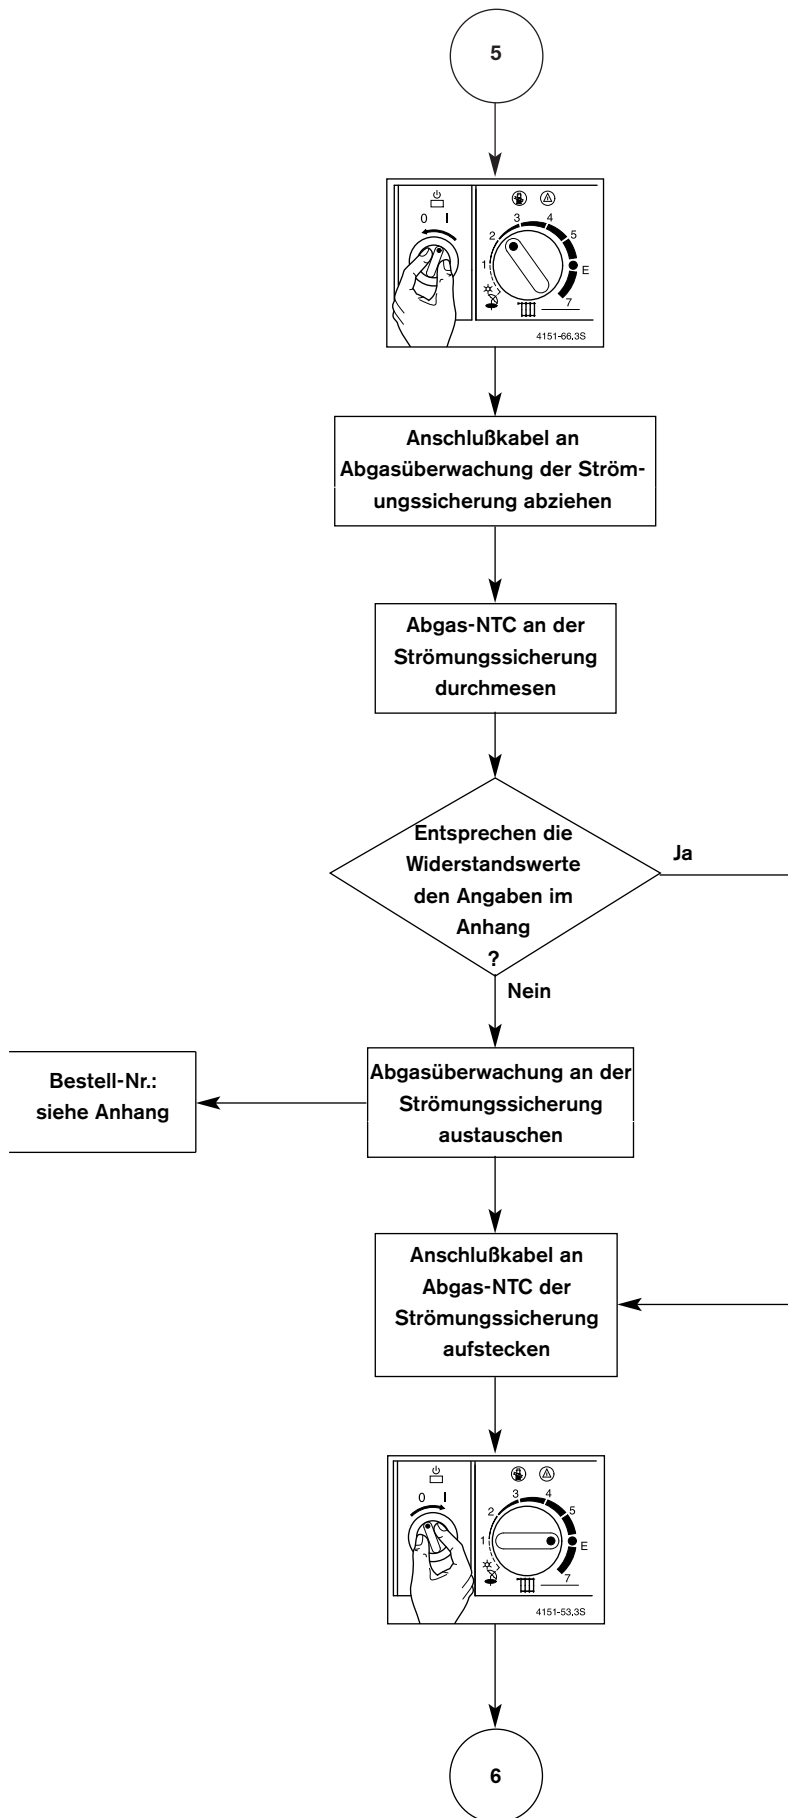 5
0 I
3 4
2 5
1 E
7
4151-66.3S
Anschlußkabel an
Abgasüberwachung der Ström-
ungssicherung abziehen
Abgas-NTC an der
Strömungssicherung
durchmesen
Entsprechen die
Widerstandswerte
den Angaben im
Anhang
?
Ja
Nein
Bestell-Nr.:
siehe Anhang
Abgasüberwachung an der
Strömungssicherung
austauschen
Anschlußkabel an
Abgas-NTC der
Strömungssicherung
aufstecken
0 I
3 4
2 5
1 E
7
4151-53.3S
6